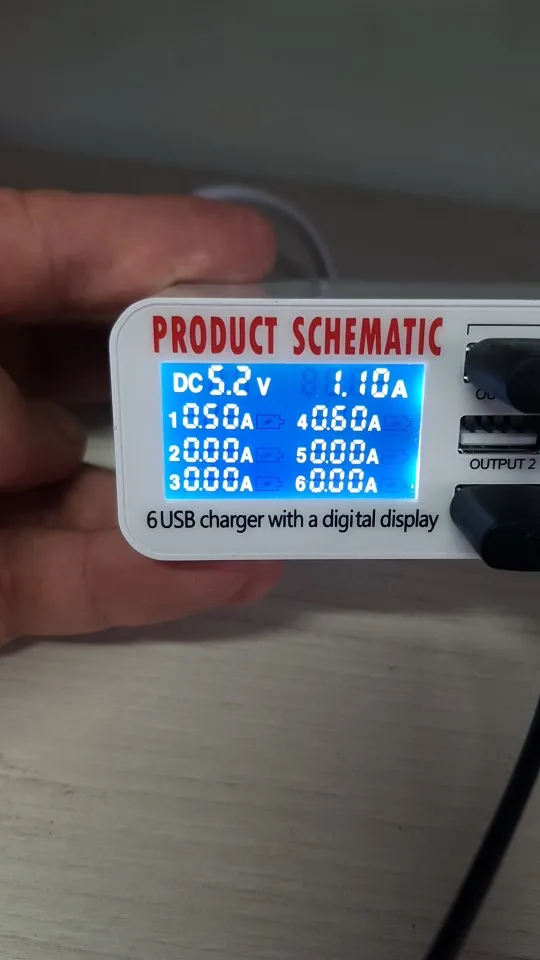 PRODUCT SCHEMATIC
DC 5.2 V 1.10A
1 0.50A 4 0.60A
2 0.00A 5 0.00A
3 0.00A 6 0.00A
6 USB charger with a digital display
OUTPUT 2